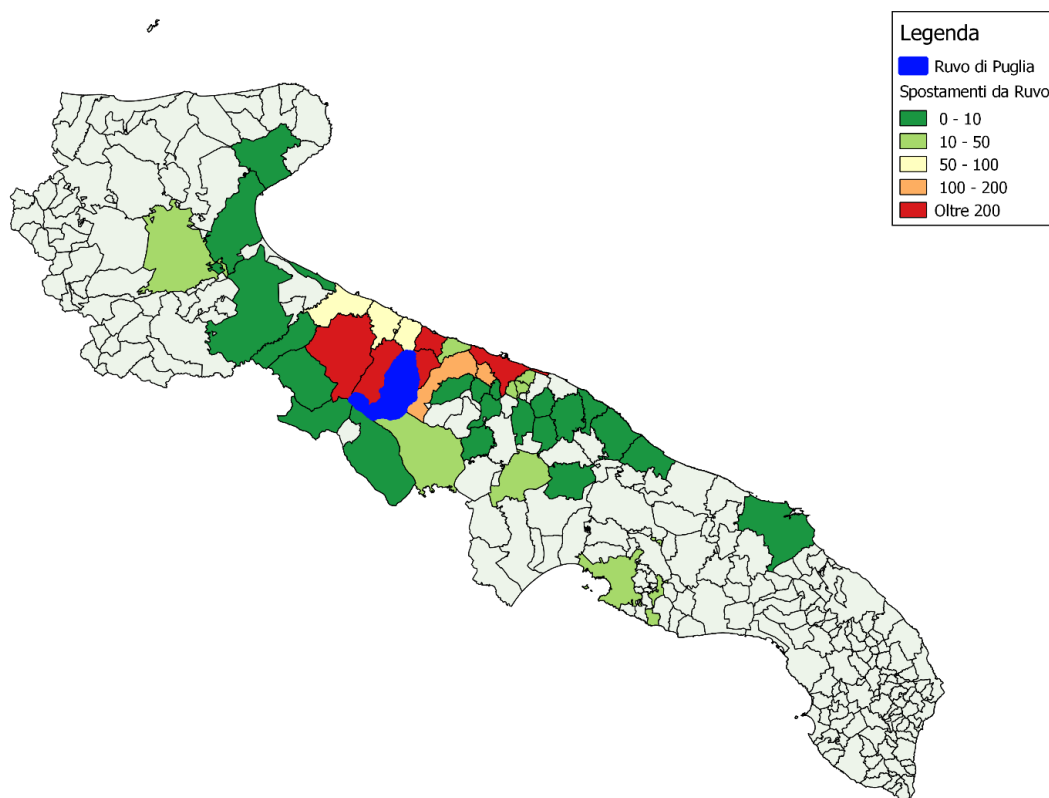 Legenda
Ruvo di Puglia
Spostamenti da Ruvo
0 - 10
10 - 50
50 - 100
100 - 200
Oltre 200